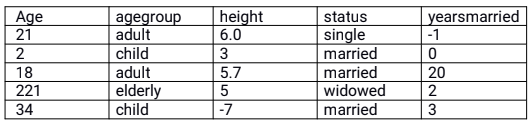 Age agegroup height status yearsmarried
21 adult 6.0 single -1
2 child 3 married 0
18 adult 5.7 married 20
221 elderly 5 widowed 2
34 child -7 married 3